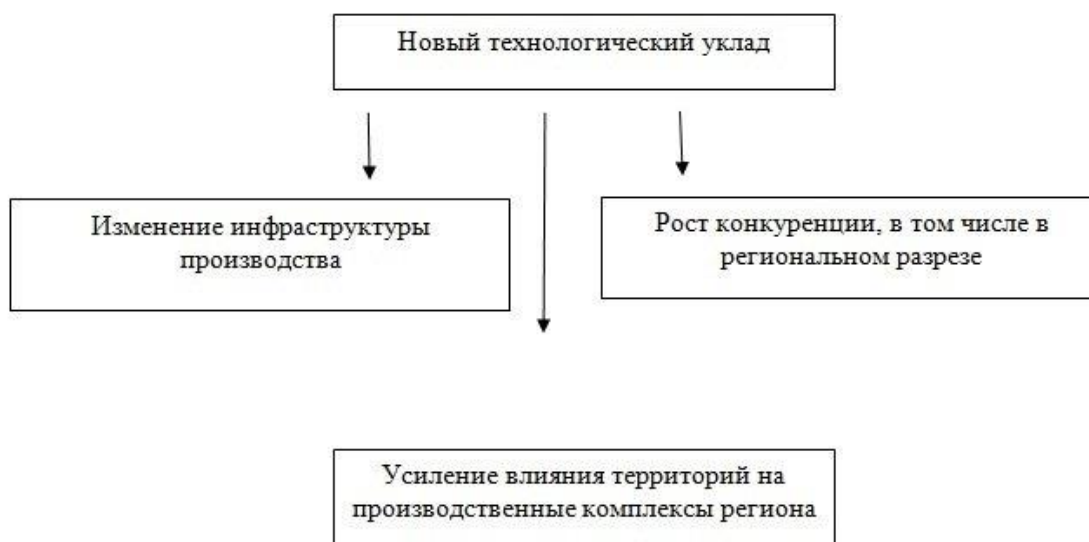 Новый технологический уклад
Изменение инфраструктуры
производства
Рост конкуренции, в том числе в
региональном разрезе
Усиление влияния территорий на
производственные комплексы региона